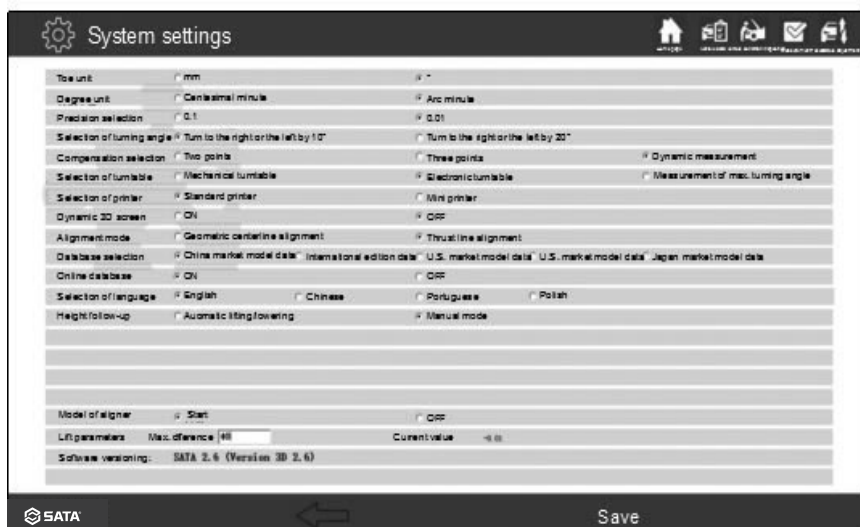 System settings
Toe unit mm °
Degree unit Centesimal minute Arc minute
Precision selection 0.1 0.01
Selection of turning angle Turn to the right or the left by 10° Turn to the right or the left by 20°
Compensation selection Two points Three points Dynamic measurement
Selection of turntable Mechanical turntable Electronic turntable Measurement of max. turning angle
Selection of printer Standard printer Mini printer
Dynamic 3D screen ON OFF
Alignment mode Geometric centerline alignment Thrust line alignment
Database selection China market model data International edition data U.S. market model data U.S. market model data Japan market model data
Online database ON OFF
Selection of language English Chinese Portuguese Polish
Height follow-up Auomatic lifting/lowering Manual mode
Model of aligner Start OFF
Lift parameters Max. dfference 40 Current value
Software versioning: SATA 2.6 (Version 3D 2.6)
SATA Save